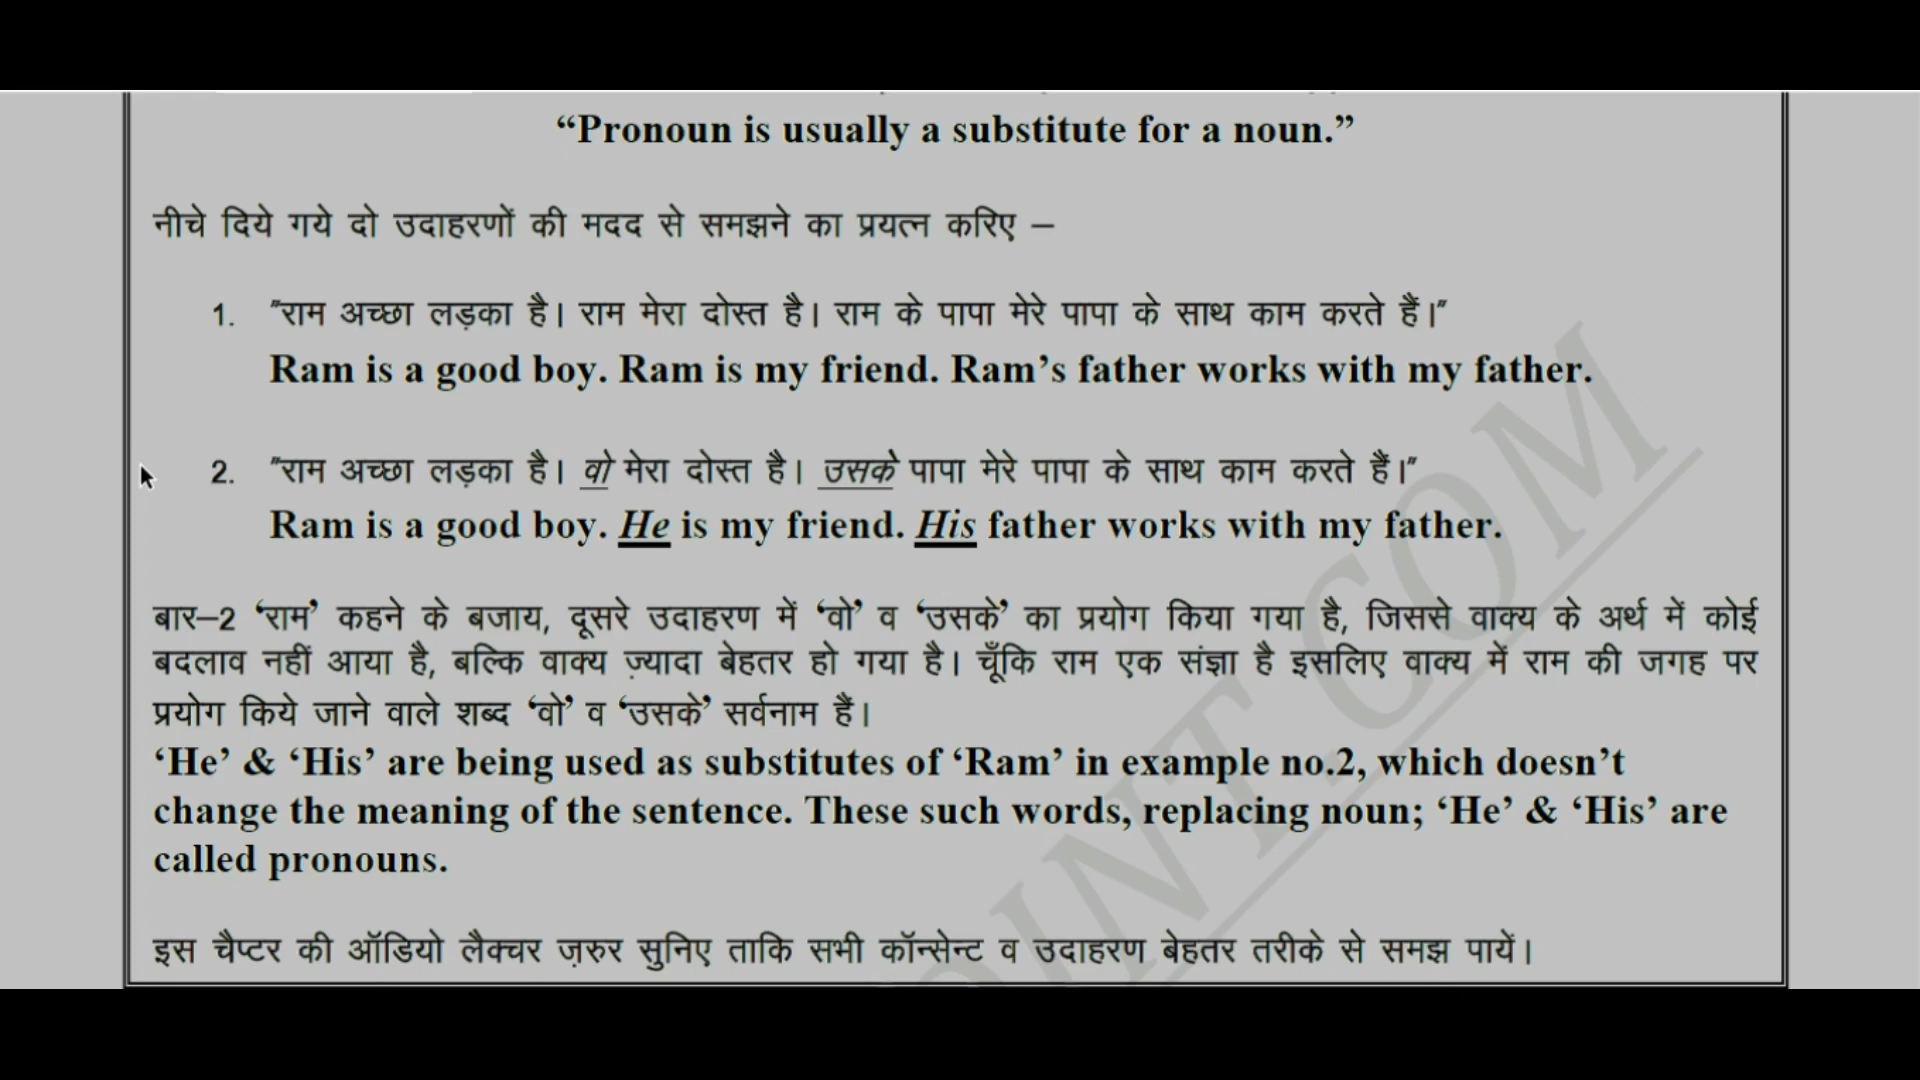 “Pronoun is usually a substitute for a noun.”
नीचे दिये गये दो उदाहरणों की मदद से समझने का प्रयत्न करिए –
1. "राम अच्छा लड़का है। राम मेरा दोस्त है। राम के पापा मेरे पापा के साथ काम करते हैं।"
Ram is a good boy. Ram is my friend. Ram’s father works with my father.
2. "राम अच्छा लड़का है। वो मेरा दोस्त है। उसके पापा मेरे पापा के साथ काम करते हैं।"
Ram is a good boy. He is my friend. His father works with my father.
बार–2 ‘राम’ कहने के बजाय, दूसरे उदाहरण में ‘वो’ व ‘उसके’ का प्रयोग किया गया है, जिससे वाक्य के अर्थ में कोई
बदलाव नहीं आया है, बल्कि वाक्य ज़्यादा बेहतर हो गया है। चूँकि राम एक संज्ञा है इसलिए वाक्य में राम की जगह पर
प्रयोग किये जाने वाले शब्द ‘वो’ व ‘उसके’ सर्वनाम हैं।
‘He’ & ‘His’ are being used as substitutes of ‘Ram’ in example no.2, which doesn’t
change the meaning of the sentence. These such words, replacing noun; ‘He’ & ‘His’ are
called pronouns.
इस चैप्टर की ऑडियो लैक्चर ज़रुर सुनिए ताकि सभी कॉन्सेन्ट व उदाहरण बेहतर तरीके से समझ पायें।